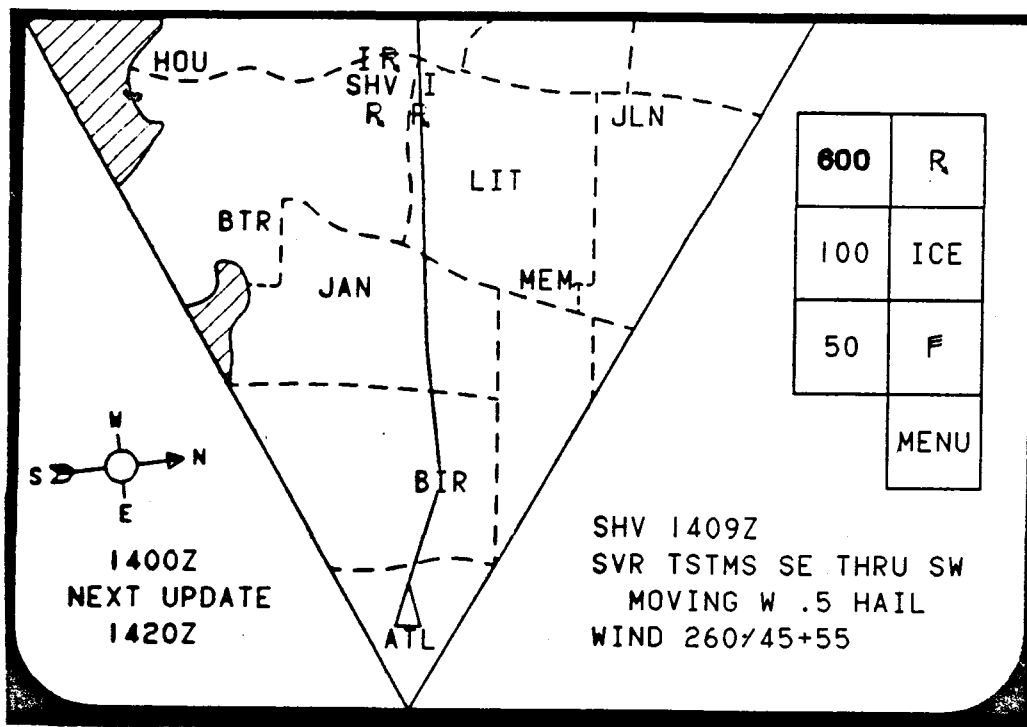 HOU
I R
SHV I
R R
JLN
LIT
BTR
JAN
MEM
BIR
ATL
600 R
100 ICE
50
MENU
W
S N
E
1400Z
NEXT UPDATE
1420Z
SHV 1409Z
SVR TSTMS SE THRU SW
MOVING W .5 HAIL
WIND 260/45+55